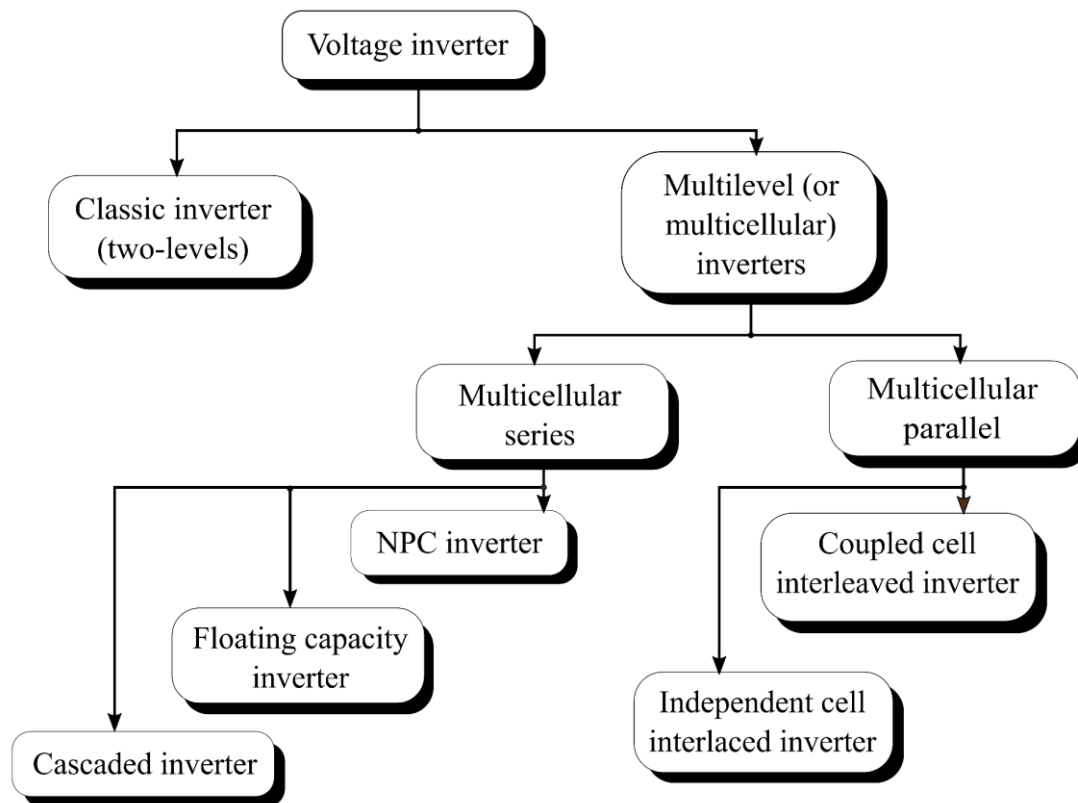 Voltage inverter
Classic inverter
(two-levels)
Multilevel (or
multicellular)
inverters
Multicellular
series
Multicellular
parallel
NPC inverter
Coupled cell
interleaved inverter
Floating capacity
inverter
Independent cell
interlaced inverter
Cascaded inverter